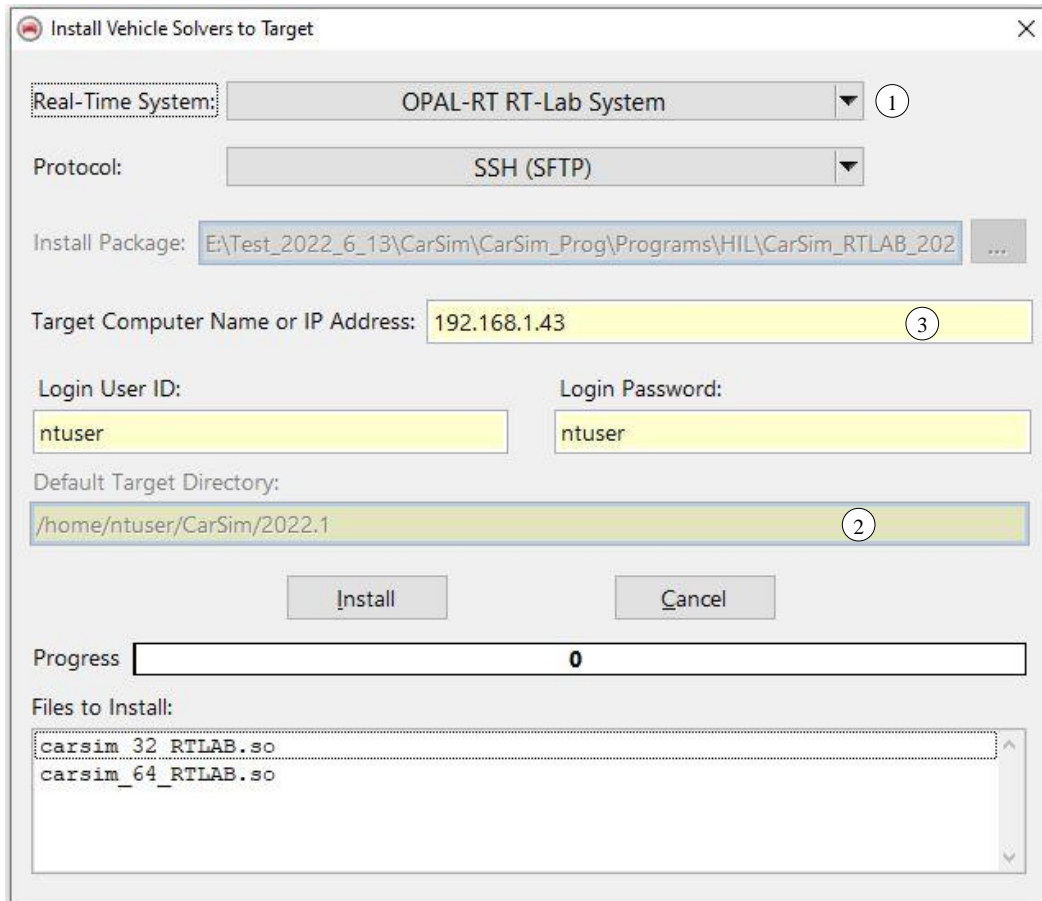 Install Vehicle Solvers to Target
Real-Time System: OPAL-RT RT-Lab System 1
Protocol: SSH (SFTP)
Install Package: E:\Test_2022_6_13\CarSim\CarSim_Prog\Programs\HIL\CarSim_RTLAB_202 ...
Target Computer Name or IP Address: 192.168.1.43 3
Login User ID: Login Password:
ntuser ntuser
Default Target Directory:
/home/ntuser/CarSim/2022.1 2
Install Cancel
Progress 0
Files to Install:
carsim_32_RTLAB.so
carsim_64_RTLAB.so